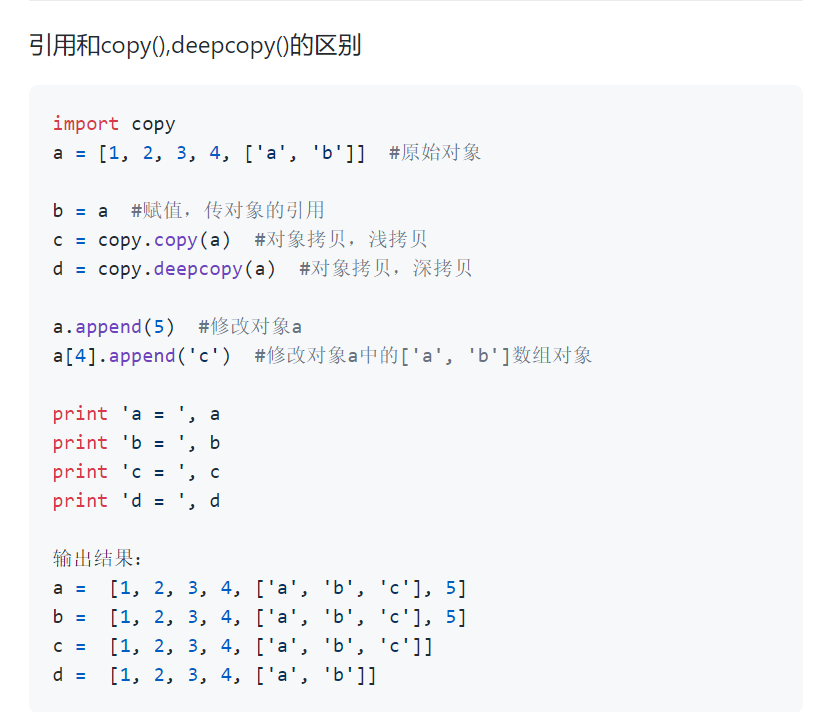 引用和copy(),deepcopy()的区别
import copy
a = [1, 2, 3, 4, ['a', 'b']]  #原始对象
b = a  #赋值，传对象的引用
c = copy.copy(a)  #对象拷贝，浅拷贝
d = copy.deepcopy(a)  #对象拷贝，深拷贝
a.append(5)  #修改对象a
a[4].append('c')  #修改对象a中的['a', 'b']数组对象
print 'a = ', a
print 'b = ', b
print 'c = ', c
print 'd = ', d
输出结果：
a =  [1, 2, 3, 4, ['a', 'b', 'c'], 5]
b =  [1, 2, 3, 4, ['a', 'b', 'c'], 5]
c =  [1, 2, 3, 4, ['a', 'b', 'c']]
d =  [1, 2, 3, 4, ['a', 'b']]